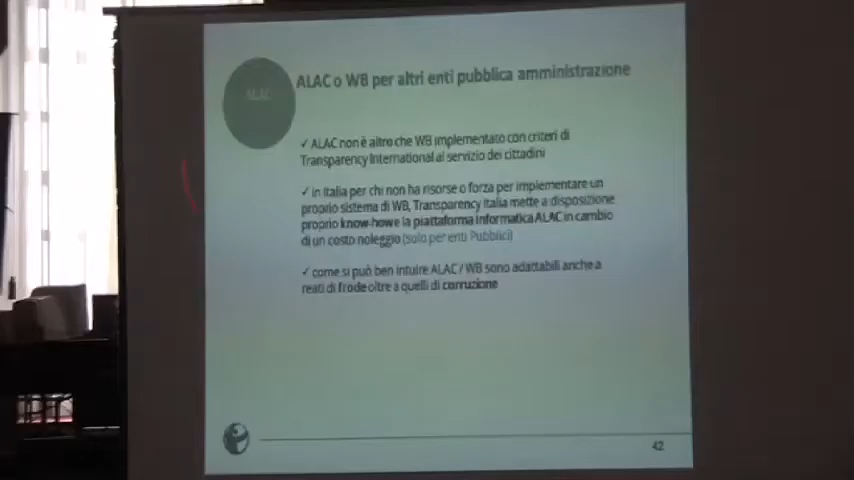 ALAC
ALAC o WB per altri enti pubblica amministrazione
✓ ALAC non è altro che WB implementato con criteri di
Transparency International al servizio dei cittadini
✓ in Italia per chi non ha risorse o forza per implementare un
proprio sistema di WB, Transparency Italia mette a disposizione
proprio know-how e la piattaforma informatica ALAC in cambio
di un costo noleggio (solo per enti Pubblici)
✓ come si può ben intuire ALAC / WB sono adattabili anche a
reati di frode oltre a quelli di corruzione
42